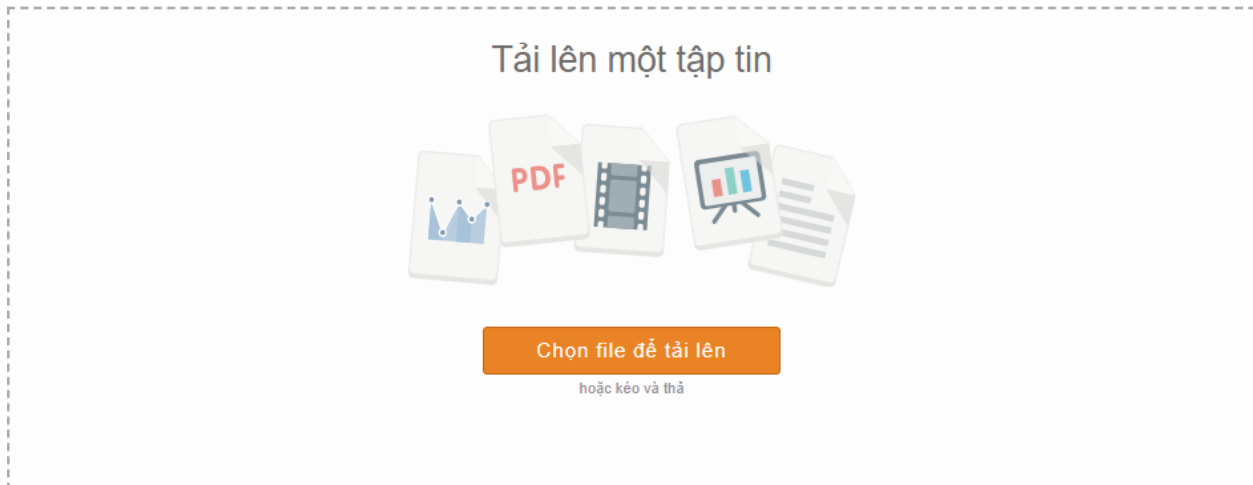 Tải lên một tập tin
PDF
Chọn file để tải lên
hoặc kéo và thả